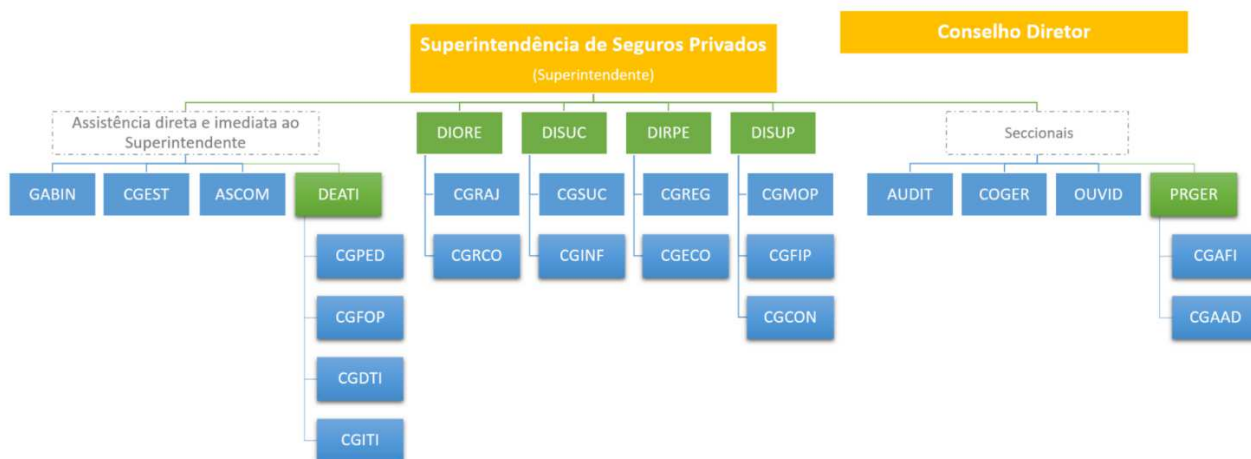 Superintendência de Seguros Privados
(Superintendente)
Conselho Diretor
Assistência direta e imediata ao
Superintendente
DIORE
DISUC
DIRPE
DISUP
Seccionais
GABIN
CGEST
ASCOM
DEATI
CGRAJ
CGSUC
CGREG
CGMOP
AUDIT
COGER
OUVID
PRGER
CGPED
CGRCO
CGINF
CGECO
CGFIP
CGAFI
CGFOP
CGCON
CGAAD
CGDTI
CGITI